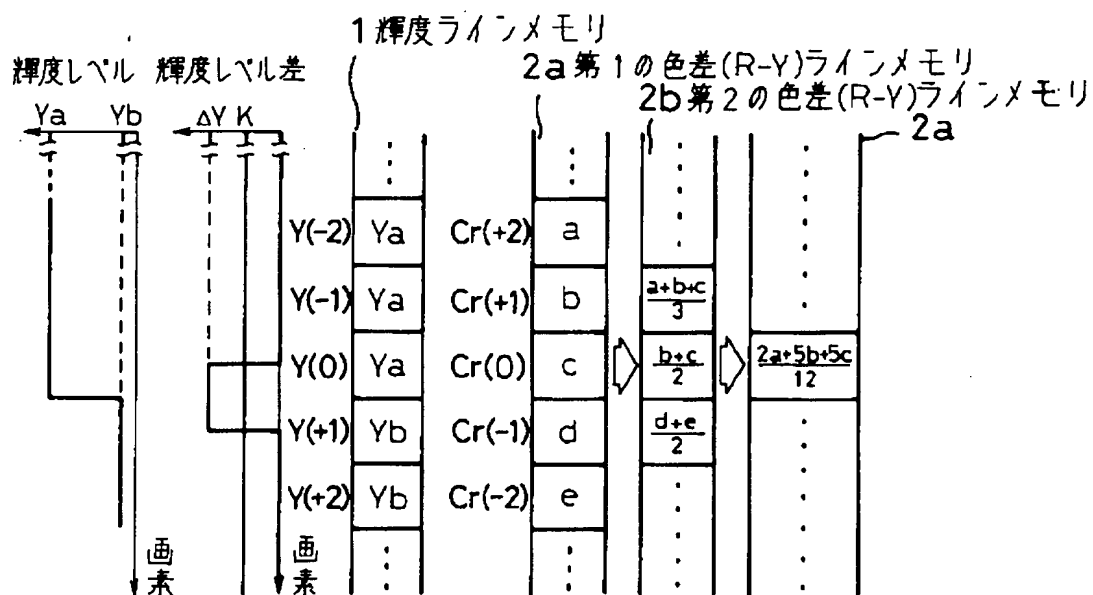 1 輝度ラインメモリ
輝度レベル 輝度レベル差
2a 第1の色差(R-Y)ラインメモリ
2b 第2の色差(R-Y)ラインメモリ
2a
Ya Yb ΔY K
Y(-2) Ya Cr(+2) a
Y(-1) Ya Cr(+1) b a+b+c/3
Y(0) Ya Cr(0) c b+c/2 2a+5b+5c/12
Y(+1) Yb Cr(-1) d d+e/2
Y(+2) Yb Cr(-2) e
画素 画素